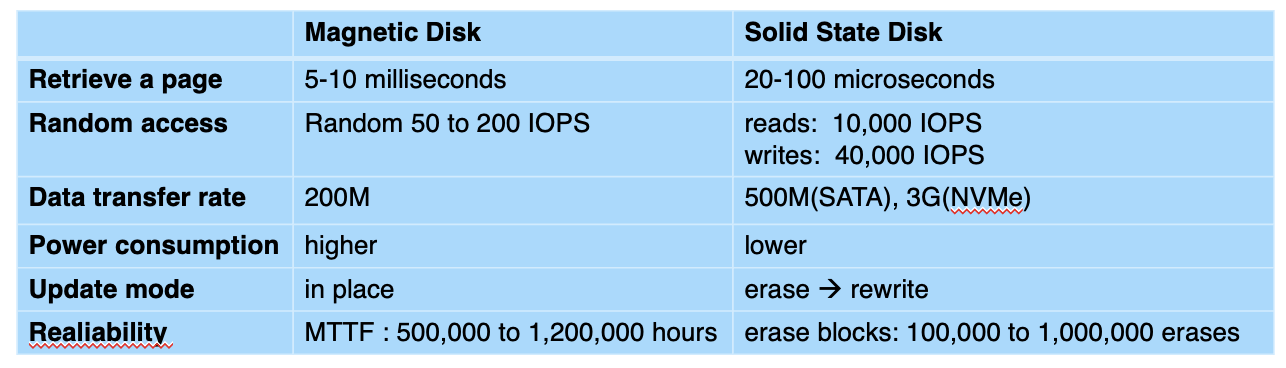 Magnetic Disk Solid State Disk
Retrieve a page 5-10 milliseconds 20-100 microseconds
Random access Random 50 to 200 IOPS reads: 10,000 IOPS
writes: 40,000 IOPS
Data transfer rate 200M 500M(SATA), 3G(NVMe)
Power consumption higher lower
Update mode in place erase → rewrite
Realiability MTTF : 500,000 to 1,200,000 hours erase blocks: 100,000 to 1,000,000 erases